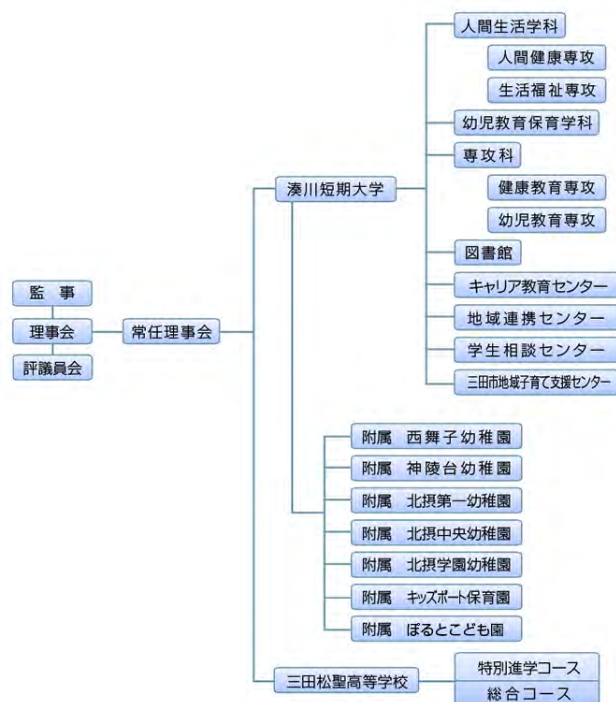 監　事
理事会
評議員会
常任理事会
湊川短期大学
人間生活学科
人間健康専攻
生活福祉専攻
幼児教育保育学科
専攻科
健康教育専攻
幼児教育専攻
図書館
キャリア教育センター
地域連携センター
学生相談センター
三田市地域子育て支援センター
附属　西舞子幼稚園
附属　神陵台幼稚園
附属　北摂第一幼稚園
附属　北摂中央幼稚園
附属　北摂学園幼稚園
附属　キッズポート保育園
附属　ぽるとこども園
三田松聖高等学校
特別進学コース
総合コース